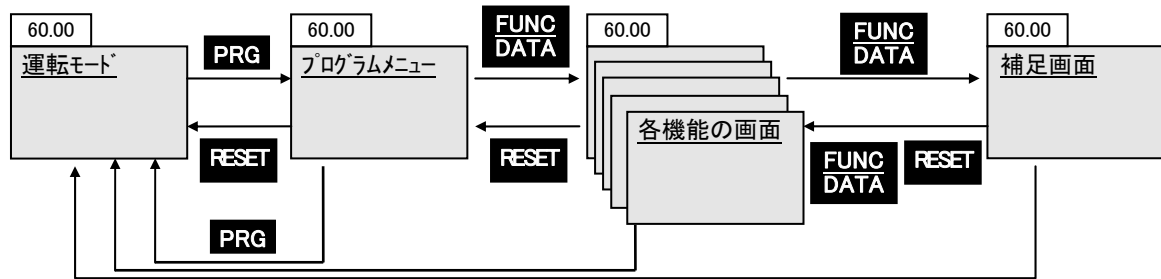 60.00
運転モード
PRG
60.00
プログラムメニュー
FUNC
DATA
60.00
各機能の画面
FUNC
DATA
60.00
補足画面
RESET
RESET
FUNC
DATA
RESET
PRG